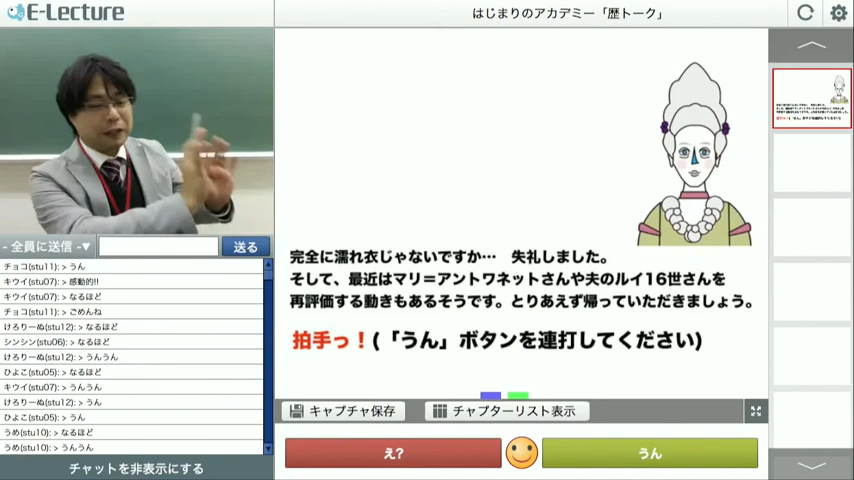 E-Lecture
はじまりのアカデミー「歴トーク」
完全に濡れ衣じゃないですか… 失礼しました。
そして、最近はマリ=アントワネットさんや夫のルイ16世さんを
再評価する動きもあるそうです。とりあえず帰っていただきましょう。
拍手っ！(「うん」ボタンを連打してください)
- 全員に送信 -▼
送る
チョコ(stu11): > うん
キウイ(stu07): > 感動的!!
キウイ(stu07): > なるほど
チョコ(stu11): > ごめんね
けろりーぬ(stu12): > なるほど
シンシン(stu06): > なるほど
けろりーぬ(stu12): > うんうん
ひよこ(stu05): > なるほど
キウイ(stu07): > うんうん
けろりーぬ(stu12): > うん
ひよこ(stu05): > うん
うめ(stu10): > なるほど
うめ(stu10): > うんうん
チャットを非表示にする
キャプチャ保存
チャプターリスト表示
え?
うん